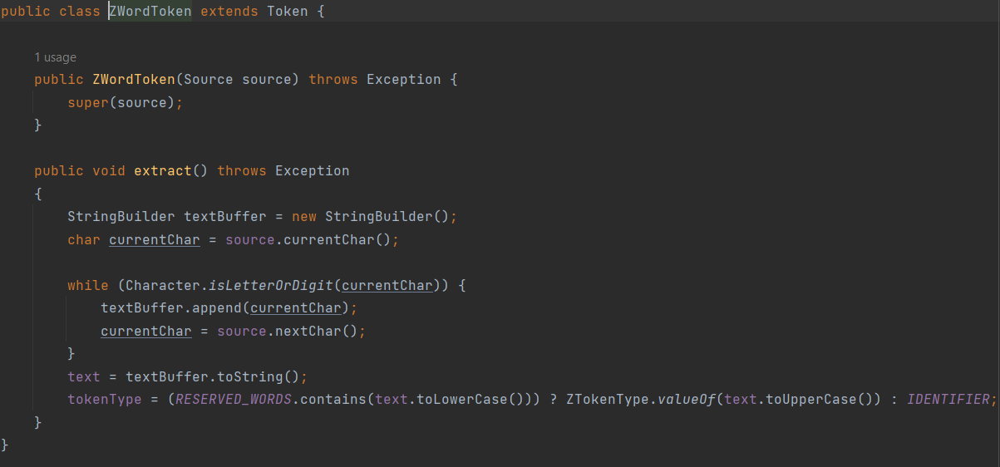 public class ZWordToken extends Token {
1 usage
public ZWordToken(Source source) throws Exception {
super(source);
}
public void extract() throws Exception
{
StringBuilder textBuffer = new StringBuilder();
char currentChar = source.currentChar();
while (Character.isLetterOrDigit(currentChar)) {
textBuffer.append(currentChar);
currentChar = source.nextChar();
}
text = textBuffer.toString();
tokenType = (RESERVED_WORDS.contains(text.toLowerCase())) ? ZTokenType.valueOf(text.toUpperCase()) : IDENTIFIER;
}
}